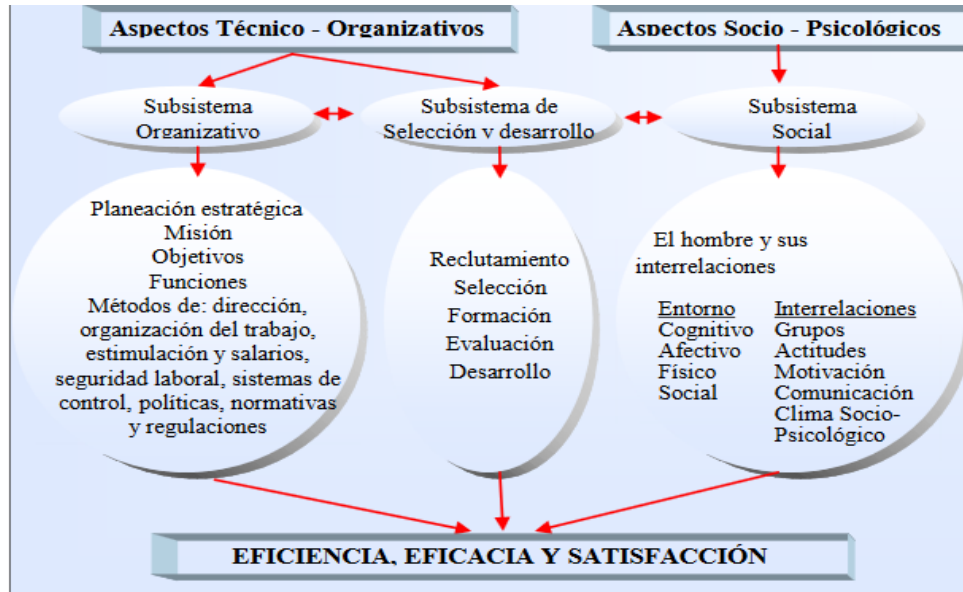 Aspectos Técnico - Organizativos
Aspectos Socio - Psicológicos
Subsistema
Organizativo
Subsistema de
Selección y desarrollo
Subsistema
Social
Planeación estratégica
Misión
Objetivos
Funciones
Métodos de: dirección,
organización del trabajo,
estimulación y salarios,
seguridad laboral, sistemas de
control, políticas, normativas
y regulaciones
Reclutamiento
Selección
Formación
Evaluación
Desarrollo
El hombre y sus
interrelaciones
Entorno
Cognitivo
Afectivo
Físico
Social
Interrelaciones
Grupos
Actitudes
Motivación
Comunicación
Clima Socio-
Psicológico
EFICIENCIA, EFICACIA Y SATISFACCIÓN